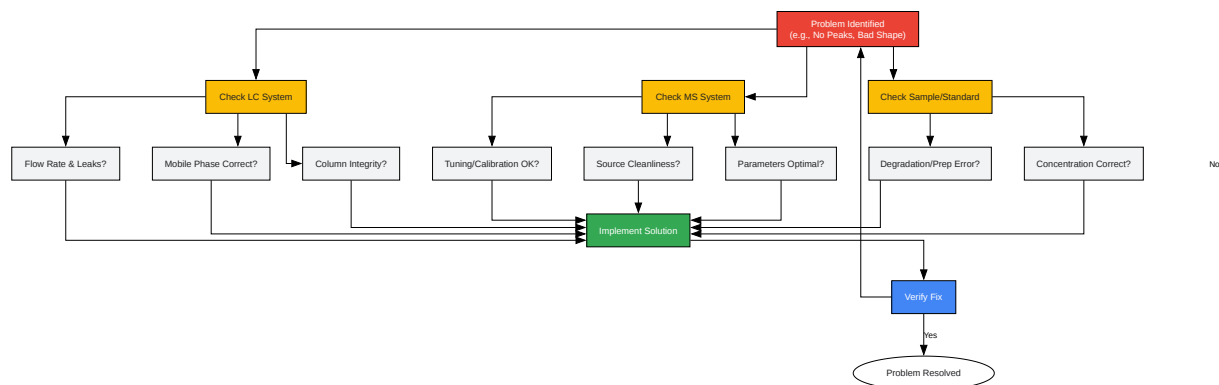 Problem Identified
(e.g., No Peaks, Bad Shape)
Check LC System
Check MS System
Check Sample/Standard
Flow Rate & Leaks?
Mobile Phase Correct?
Column Integrity?
Tuning/Calibration OK?
Source Cleanliness?
Parameters Optimal?
Degradation/Prep Error?
Concentration Correct?
No
Implement Solution
Verify Fix
Yes
Problem Resolved